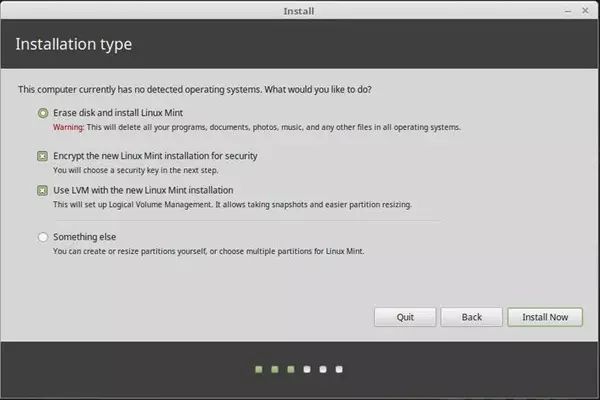 Install
Installation type
This computer currently has no detected operating systems. What would you like to do?
Erase disk and install Linux Mint
Warning: This will delete all your programs, documents, photos, music, and any other files in all operating systems.
Encrypt the new Linux Mint installation for security
You will choose a security key in the next step.
Use LVM with the new Linux Mint installation
This will set up Logical Volume Management. It allows taking snapshots and easier partition resizing.
Something else
You can create or resize partitions yourself, or choose multiple partitions for Linux Mint.
Quit Back Install Now